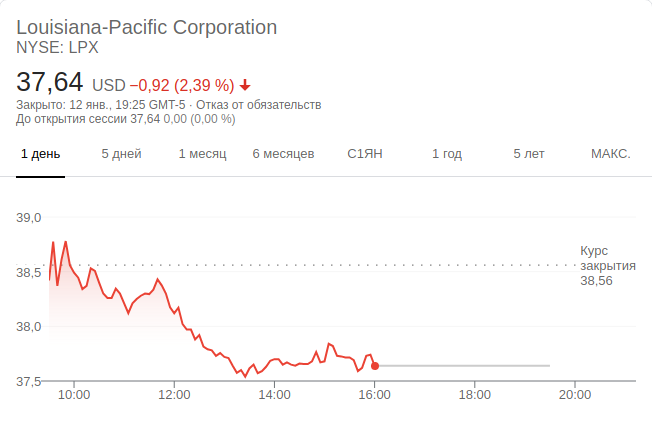 Louisiana-Pacific Corporation
NYSE: LPX
37,64 USD −0,92 (2,39 %)
Закрыто: 12 янв., 19:25 GMT-5 · Отказ от обязательств
До открытия сессии 37,64 0,00 (0,00 %)
1 день 5 дней 1 месяц 6 месяцев С1ЯН 1 год 5 лет МАКС.
39,0
Курс
закрытия
38,56
38,5
38,0
37,5
10:00 12:00 14:00 16:00 18:00 20:00